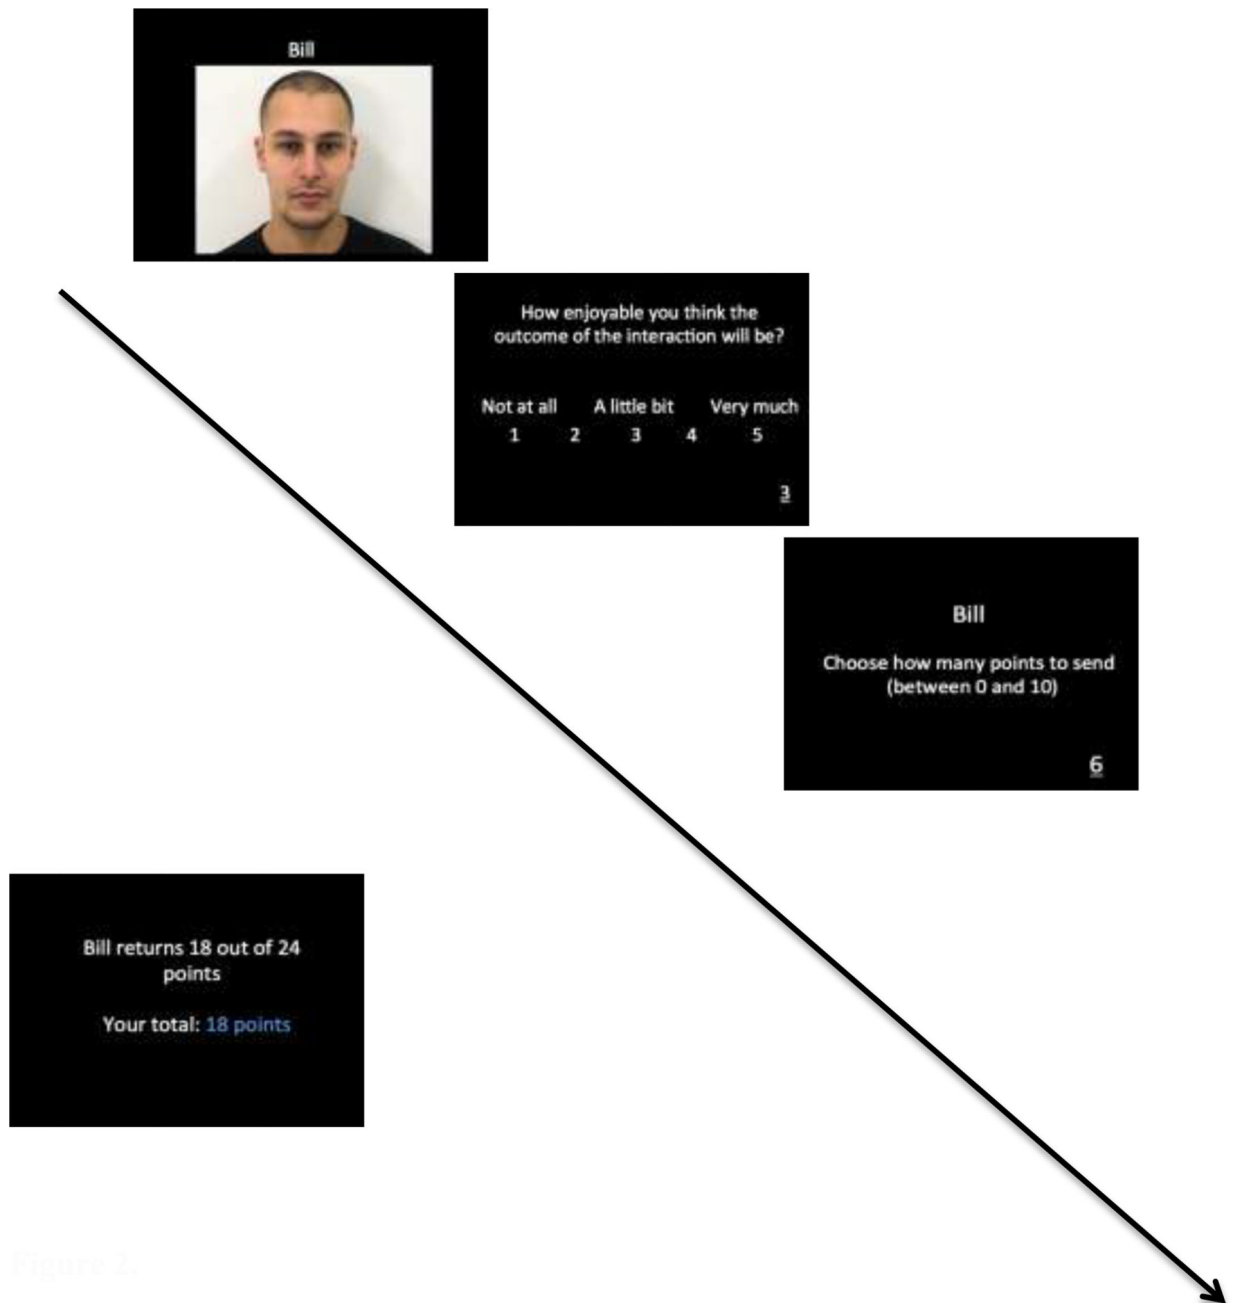 Bill
How enjoyable you think the
outcome of the interaction will be?
Not at all A little bit Very much
1 2 3 4 5
3
Bill
Choose how many points to send
(between 0 and 10)
6
Bill returns 18 out of 24
points
Your total: 18 points
Figure 2.